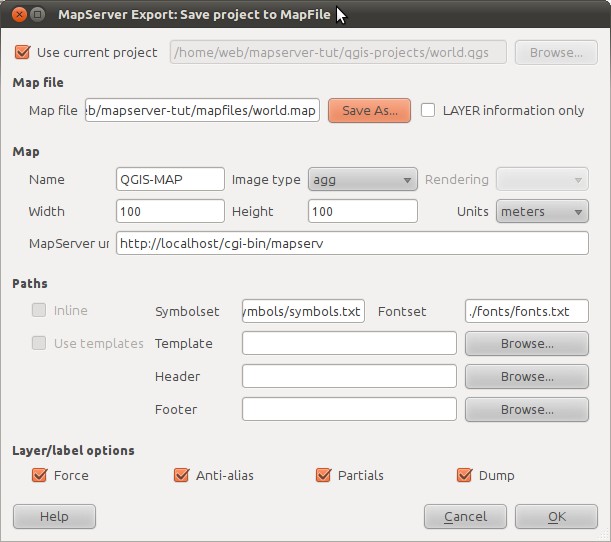 MapServer Export: Save project to MapFile
Use current project /home/web/mapserver-tut/qgis-projects/world.qgs Browse...
Map file
Map file eb/mapserver-tut/mapfiles/world.map Save As... LAYER information only
Map
Name QGIS-MAP Image type agg Rendering
Width 100 Height 100 Units meters
MapServer ur http://localhost/cgi-bin/mapserv
Paths
Inline Symbolset ymbols/symbols.txt Fontset ./fonts/fonts.txt
Use templates Template Browse...
Header Browse...
Footer Browse...
Layer/label options
Force Anti-alias Partials Dump
Help Cancel OK